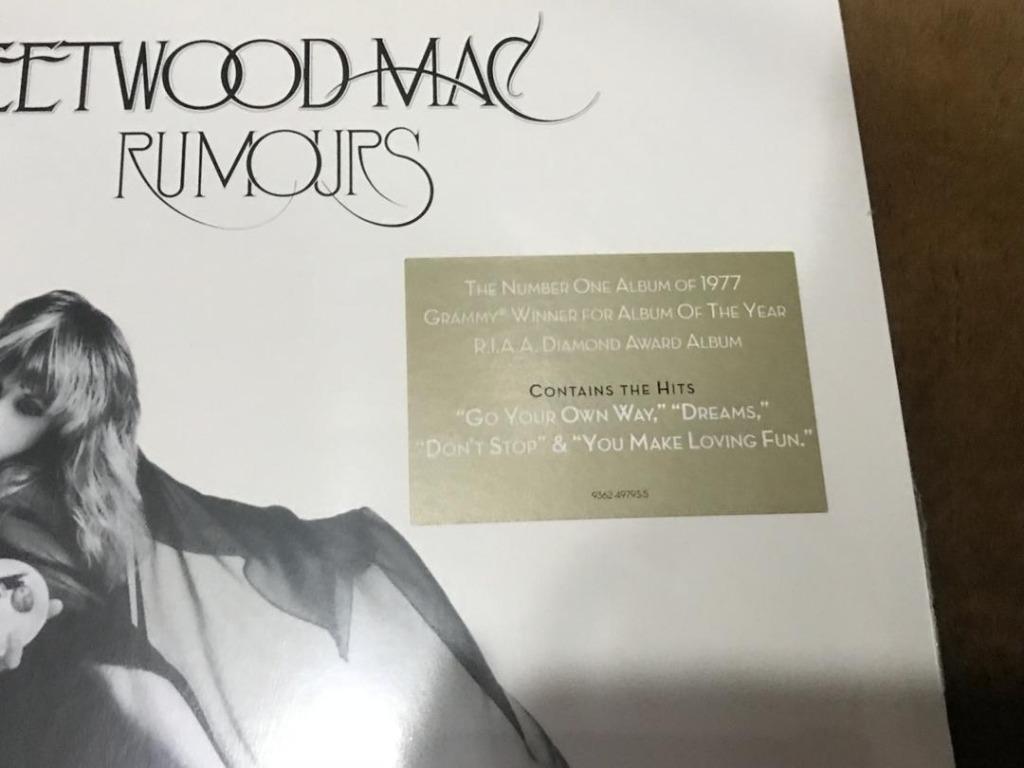 EETWOOD MAC
RUMOURS
THE NUMBER ONE ALBUM OF 1977
GRAMMY® WINNER FOR ALBUM OF THE YEAR
R.I.A.A. DIAMOND AWARD ALBUM
CONTAINS THE HITS
“GO YOUR OWN WAY,” “DREAMS,”
“DON'T STOP” & “YOU MAKE LOVING FUN.”
9362-49793-5